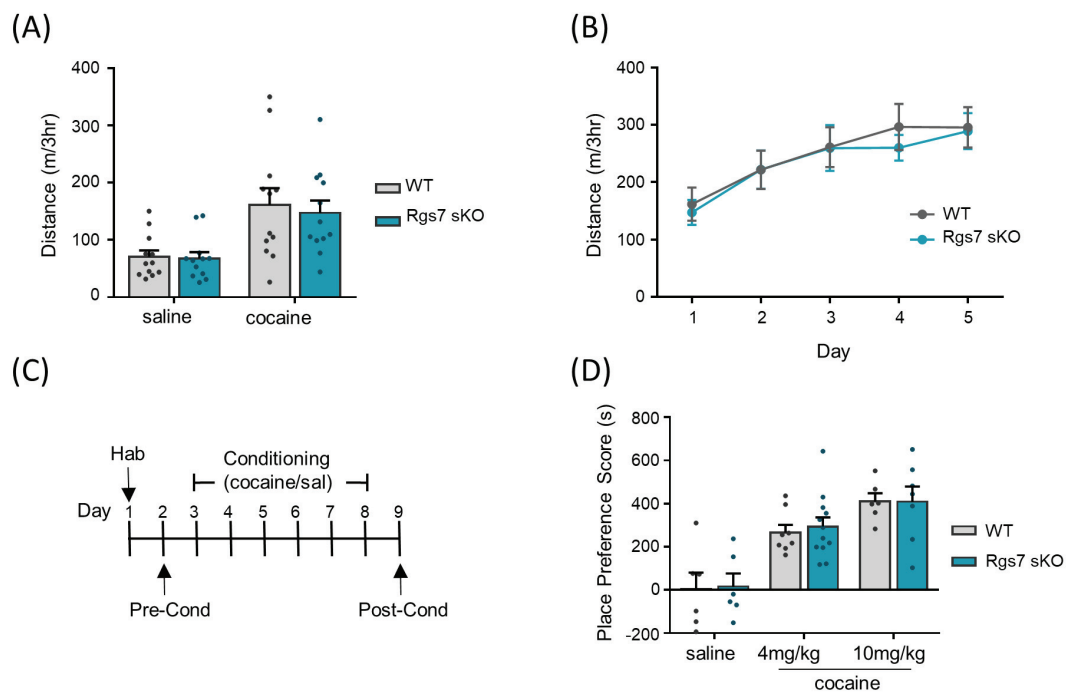 (A)
Distance (m/3hr)
400
300
200
100
0
saline
cocaine
WT
Rgs7 sKO
(B)
Distance (m/3hr)
400
300
200
100
0
1 2 3 4 5
Day
WT
Rgs7 sKO
(C)
Hab
Conditioning
(cocaine/sal)
Day 1 2 3 4 5 6 7 8 9
Pre-Cond
Post-Cond
(D)
Place Preference Score (s)
800
600
400
200
0
-200
saline
4mg/kg
10mg/kg
cocaine
WT
Rgs7 sKO